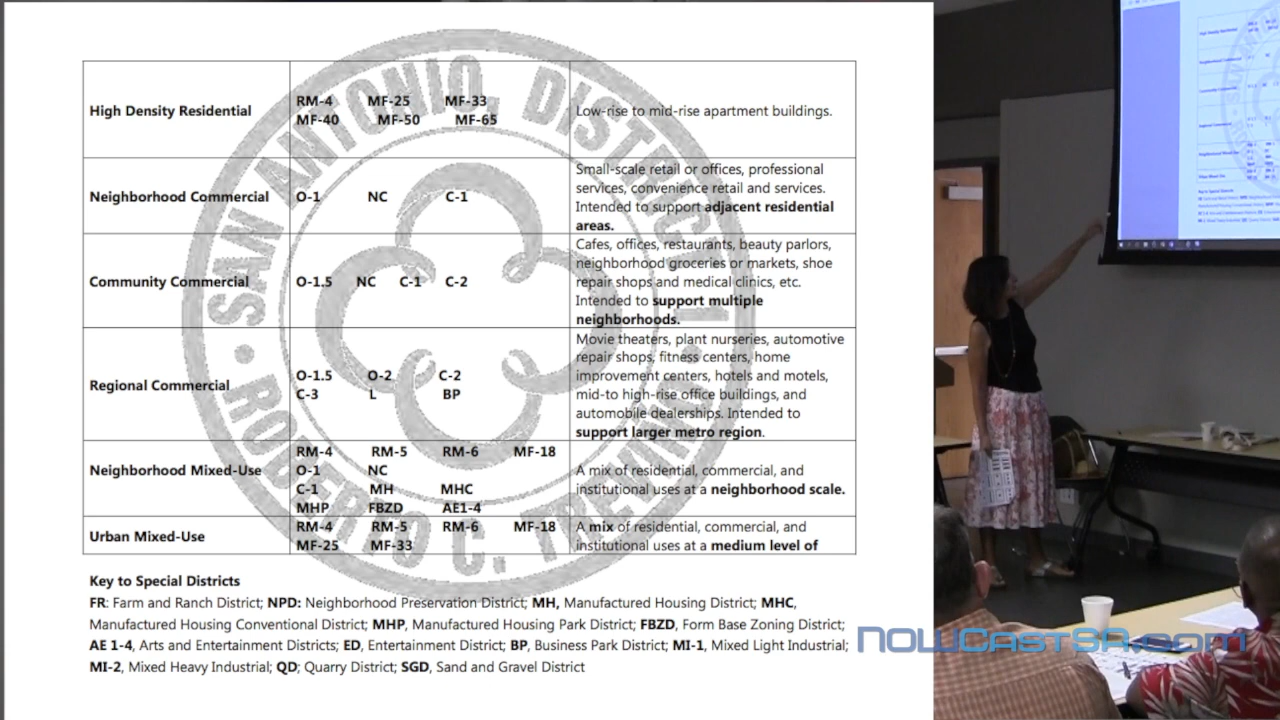 High Density Residential
RM-4 MF-25 MF-33
MF-40 MF-50 MF-65
Low-rise to mid-rise apartment buildings.
Neighborhood Commercial
O-1 NC C-1
Small-scale retail or offices, professional
services, convenience retail and services.
Intended to support adjacent residential
areas.
Community Commercial
O-1.5 NC C-1 C-2
Cafes, offices, restaurants, beauty parlors,
neighborhood groceries or markets, shoe
repair shops and medical clinics, etc.
Intended to support multiple
neighborhoods.
Regional Commercial
O-1.5 O-2 C-2
C-3 L BP
Movie theaters, plant nurseries, automotive
repair shops, fitness centers, home
improvement centers, hotels and motels,
mid-to high-rise office buildings, and
automobile dealerships. Intended to
support larger metro region.
Neighborhood Mixed-Use
RM-4 RM-5 RM-6 MF-18
O-1 NC
C-1 MH MHC
MHP FBZD AE1-4
A mix of residential, commercial, and
institutional uses at a neighborhood scale.
Urban Mixed-Use
RM-4 RM-5 RM-6 MF-18
MF-25 MF-33
A mix of residential, commercial, and
institutional uses at a medium level of
Key to Special Districts
FR: Farm and Ranch District; NPD: Neighborhood Preservation District; MH, Manufactured Housing District; MHC,
Manufactured Housing Conventional District; MHP, Manufactured Housing Park District; FBZD, Form Base Zoning District;
AE 1-4, Arts and Entertainment Districts; ED, Entertainment District; BP, Business Park District; MI-1, Mixed Light Industrial;
MI-2, Mixed Heavy Industrial; QD; Quarry District; SGD, Sand and Gravel District
SAN ANTONIO, DISTRICT 1
ROBERTO C. TREVIÑO
NOWCastSA.com